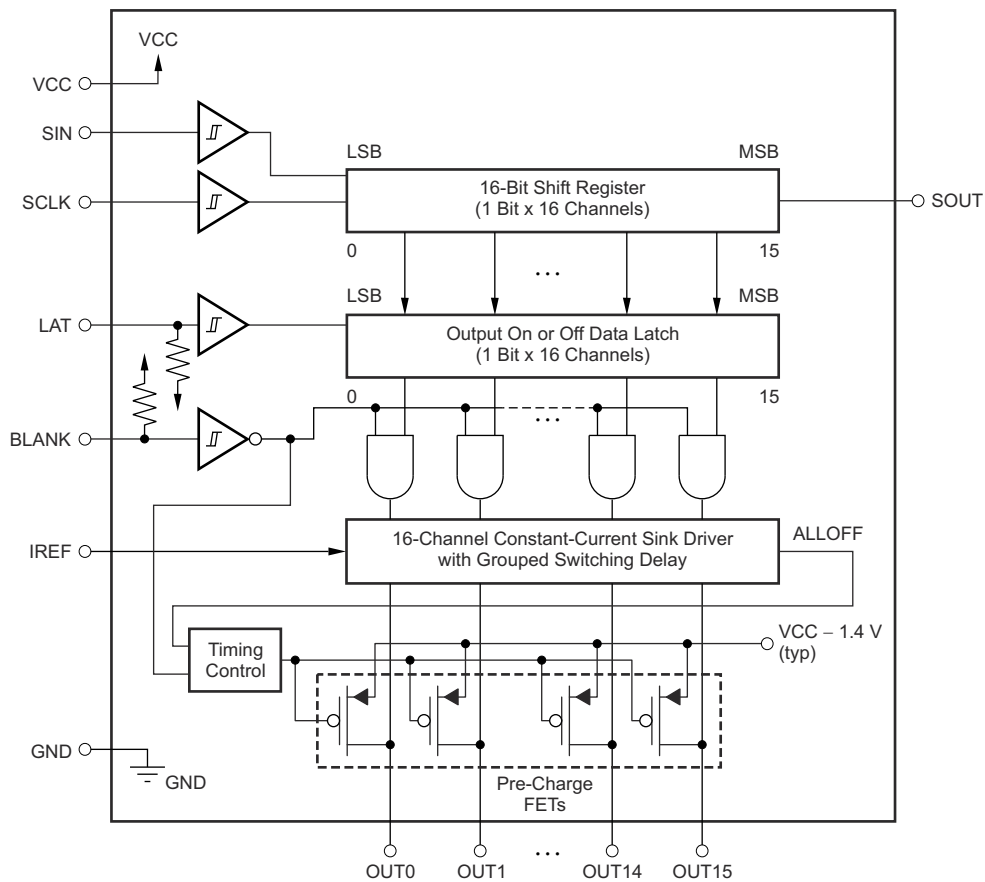 VCC
VCC
SIN
LSB
MSB
16-Bit Shift Register
(1 Bit x 16 Channels)
SCLK
SOUT
0
...
15
LSB
MSB
LAT
Output On or Off Data Latch
(1 Bit x 16 Channels)
0
...
15
BLANK
IREF
16-Channel Constant-Current Sink Driver
with Grouped Switching Delay
ALLOFF
Timing
Control
VCC – 1.4 V
(typ)
GND
GND
Pre-Charge
FETs
OUT0
OUT1
...
OUT14
OUT15